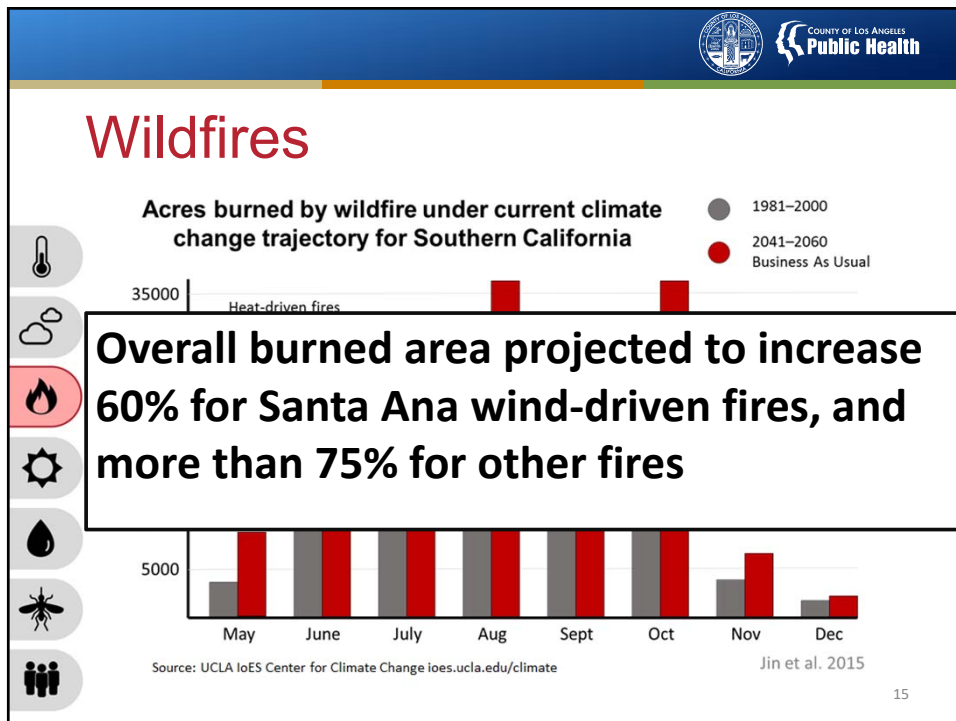 COUNTY OF LOS ANGELES
Public Health
Wildfires
Acres burned by wildfire under current climate
change trajectory for Southern California
1981–2000
2041–2060
Business As Usual
35000
Heat-driven fires
Overall burned area projected to increase
60% for Santa Ana wind-driven fires, and
more than 75% for other fires
5000
May June July Aug Sept Oct Nov Dec
Source: UCLA IoES Center for Climate Change ioes.ucla.edu/climate
Jin et al. 2015
15